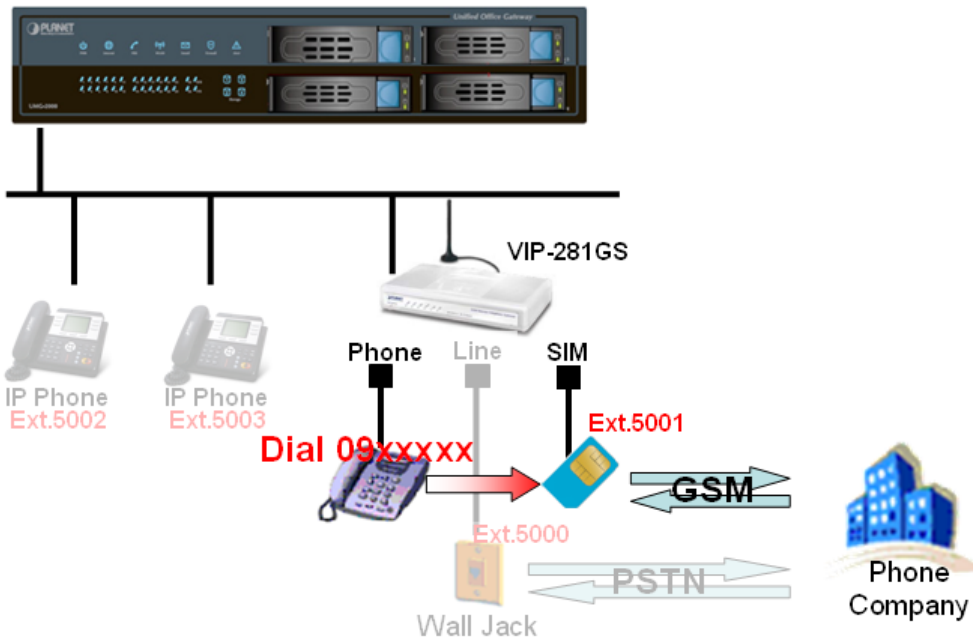 Unified Office Gateway
PLANET
VIP-281GS
Phone
Line
SIM
IP Phone
Ext.5002
IP Phone
Ext.5003
Ext.5001
Dial 09xxxxx
GSM
Ext.5000
PSTN
Phone
Company
Wall Jack